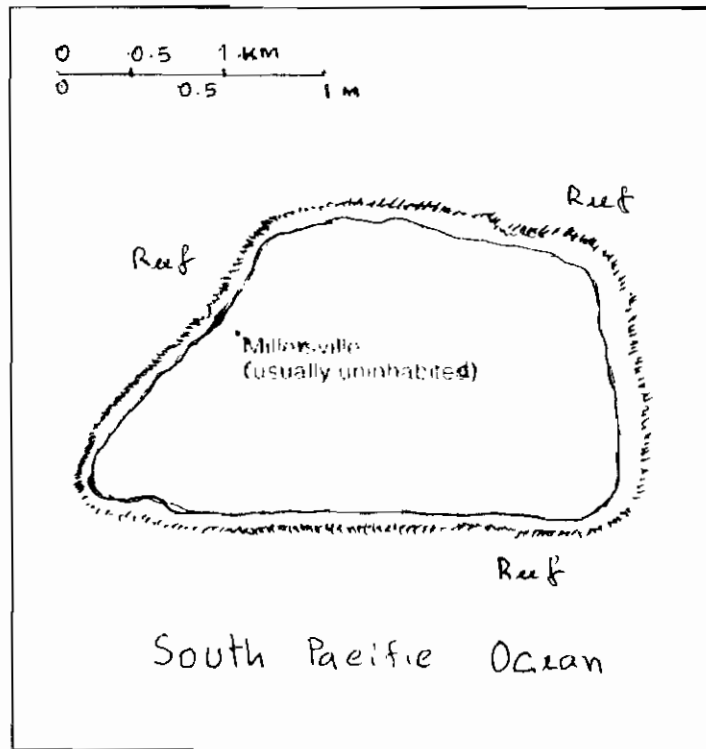 0 0.5 1 KM
0 0.5 1 M
Reef
Reef
Millersville
(usually uninhabited)
Reef
South Pacific Ocean